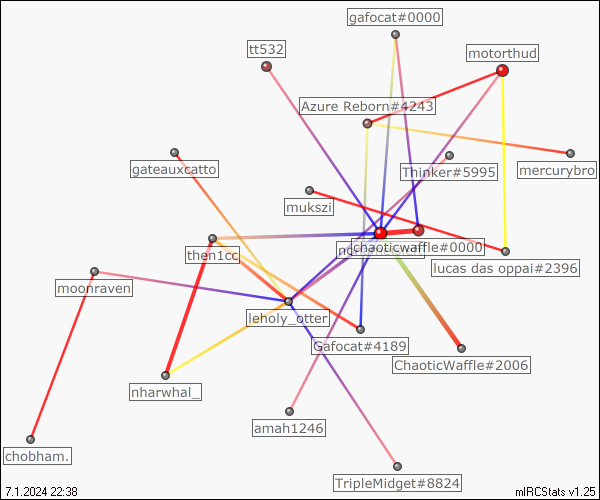 gafocat#0000
tt532
motorthud
Azure Reborn#4243
gateauxcatto
Thinker#5995
mercurybro
mukszi
chaoticwaffle#0000
then1cc
lucas das oppai#2396
moonraven
leholy_otter
Gafocat#4189
ChaoticWaffle#2006
nharwhal_
amah1246
chobham.
TripleMidget#8824
7.1.2024 22:38
mIRCStats v1.25